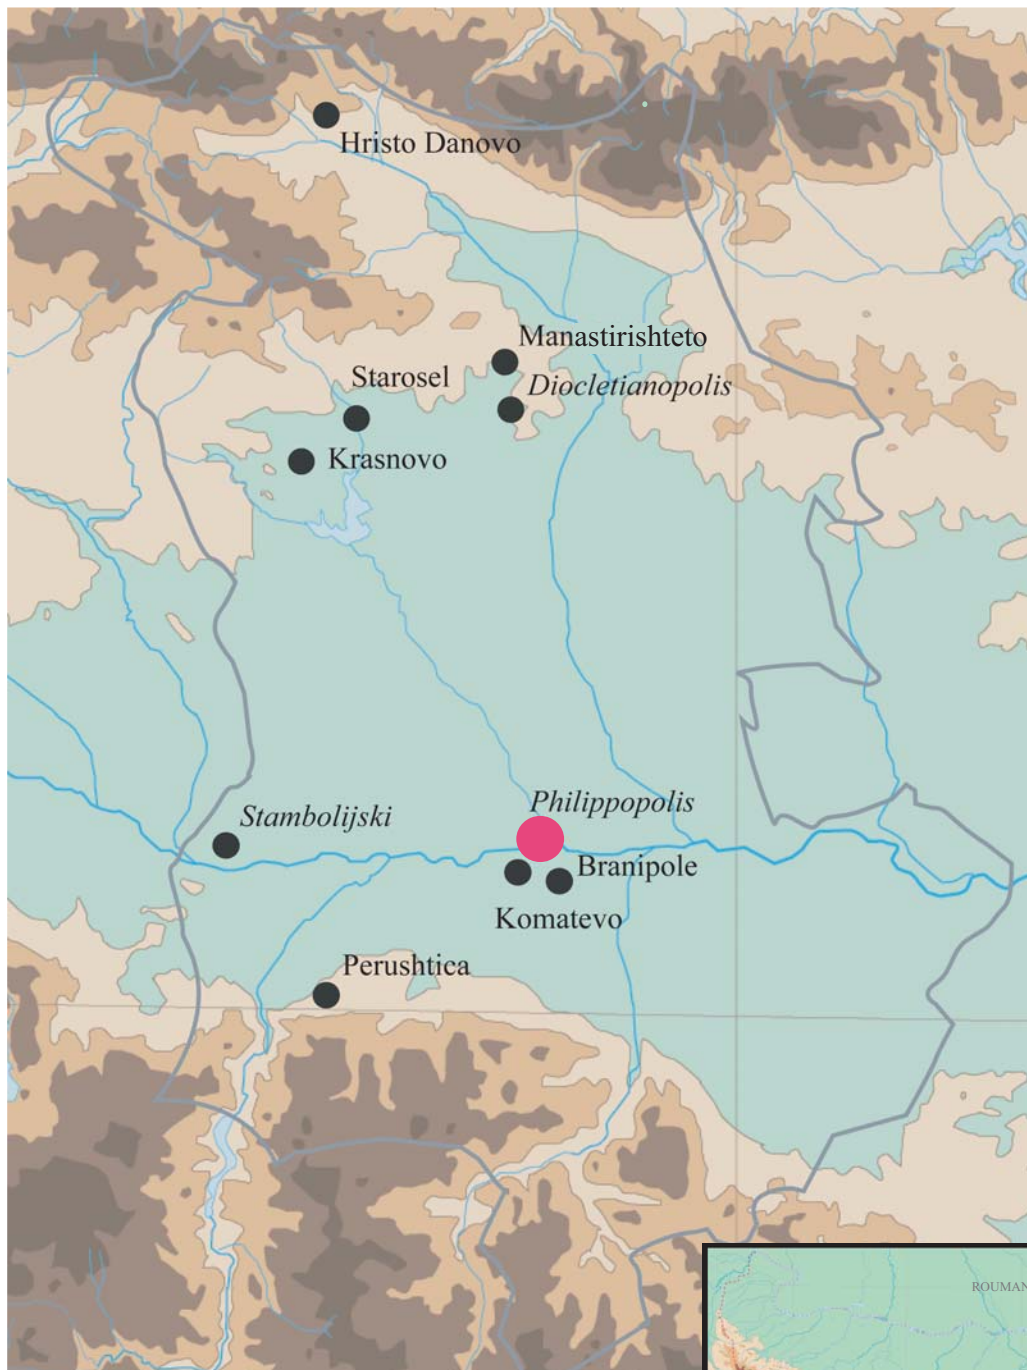 Hristo Danovo
Manastirishteto
Starosel
Diocletianopolis
Krasnovo
Philippopolis
Stambolijski
Branipole
Komatevo
Perushtica
ROUMAN